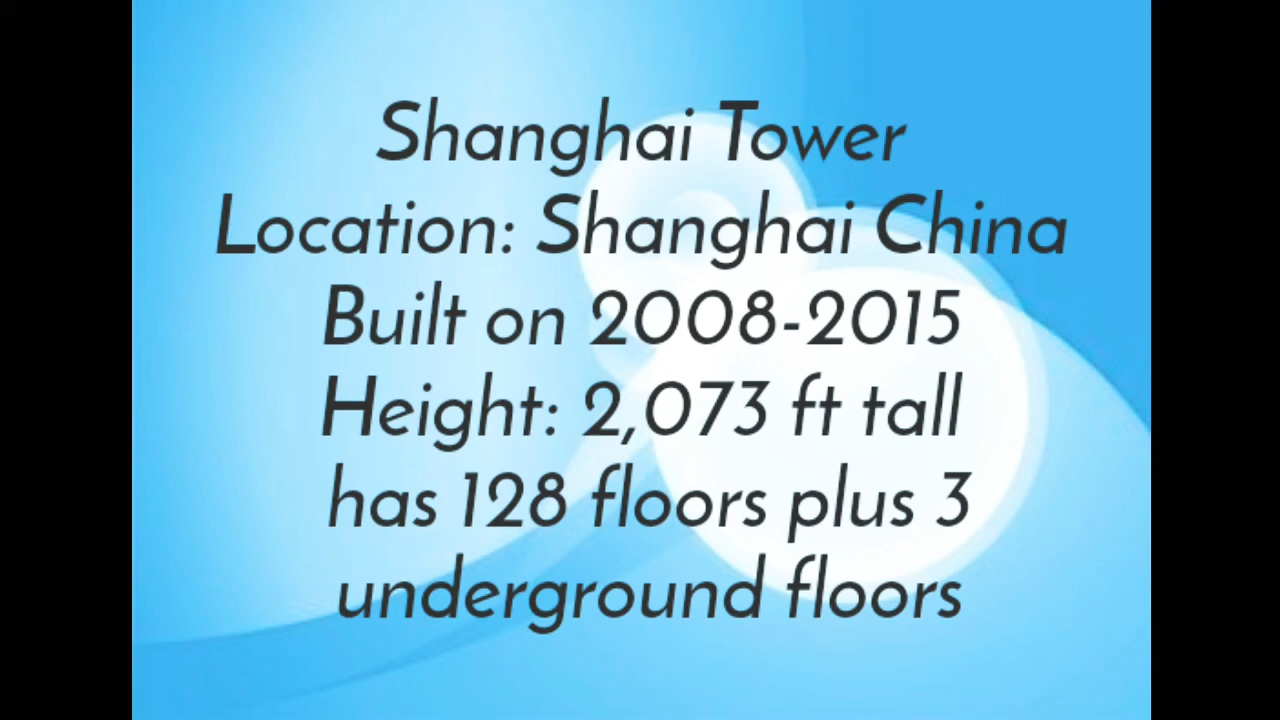 Shanghai Tower
Location: Shanghai China
Built on 2008-2015
Height: 2,073 ft tall
has 128 floors plus 3
underground floors